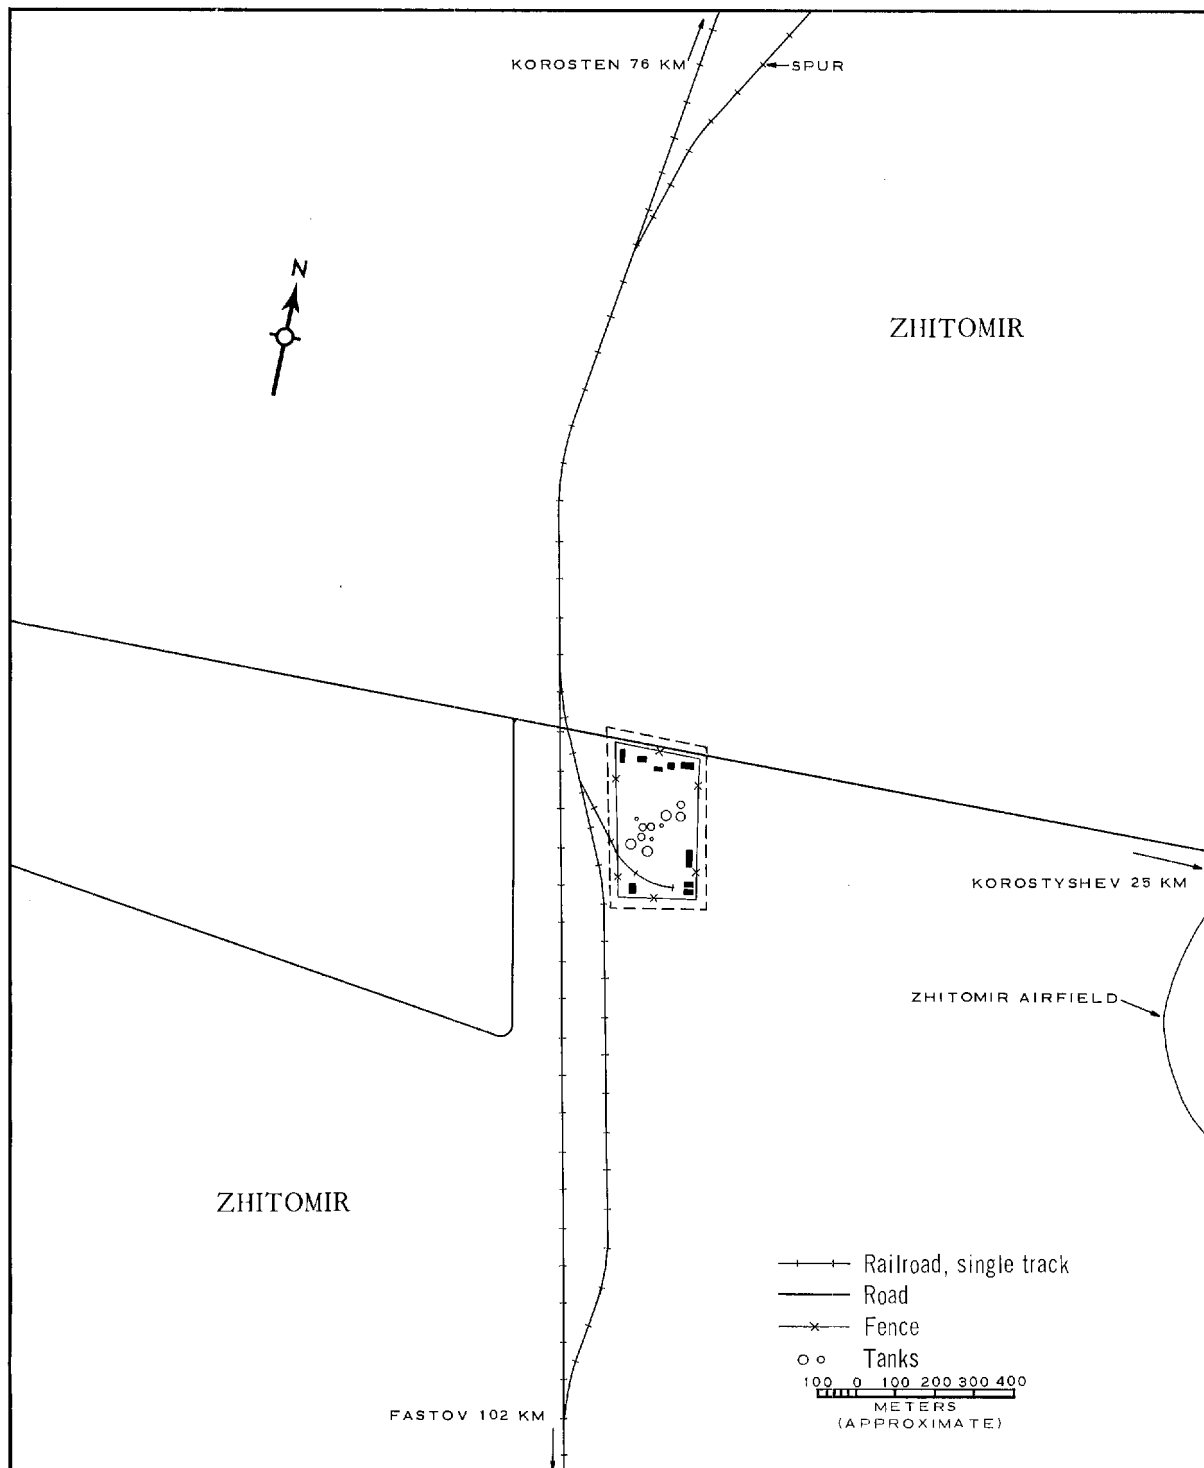 KOROSTEN 76 KM
SPUR
N
ZHITOMIR
KOROSTYSHEV 25 KM
ZHITOMIR AIRFIELD
ZHITOMIR
Railroad, single track
Road
Fence
Tanks
100 0 100 200 300 400
METERS
(APPROXIMATE)
FASTOV 102 KM